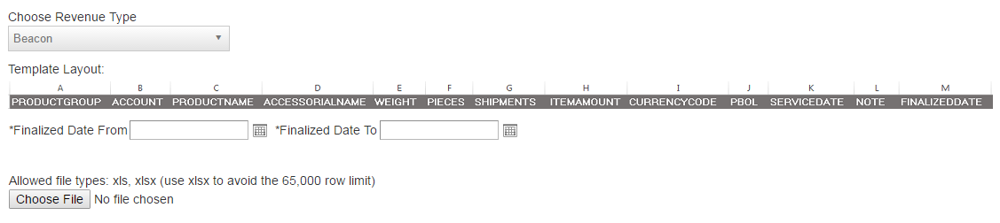 Choose Revenue Type
Beacon
Template Layout:
A B C D E F G H I J K L M
PRODUCTGROUP ACCOUNT PRODUCTNAME ACCESSORIALNAME WEIGHT PIECES SHIPMENTS ITEMAMOUNT CURRENCYCODE PBOL SERVICEDATE NOTE FINALIZEDDATE
*Finalized Date From *Finalized Date To
Allowed file types: xls, xlsx (use xlsx to avoid the 65,000 row limit)
Choose File No file chosen